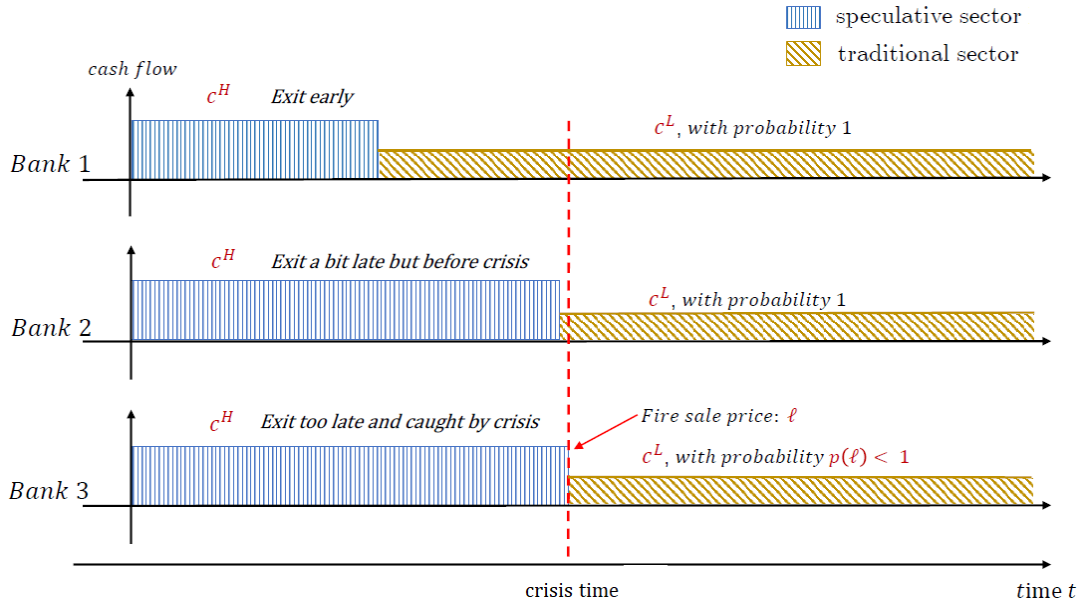 speculative sector
traditional sector
cash flow
c^H Exit early
c^L, with probability 1
Bank 1
c^H Exit a bit late but before crisis
c^L, with probability 1
Bank 2
c^H Exit too late and caught by crisis
Fire sale price: ℓ
c^L, with probability p(ℓ) < 1
Bank 3
crisis time
time t